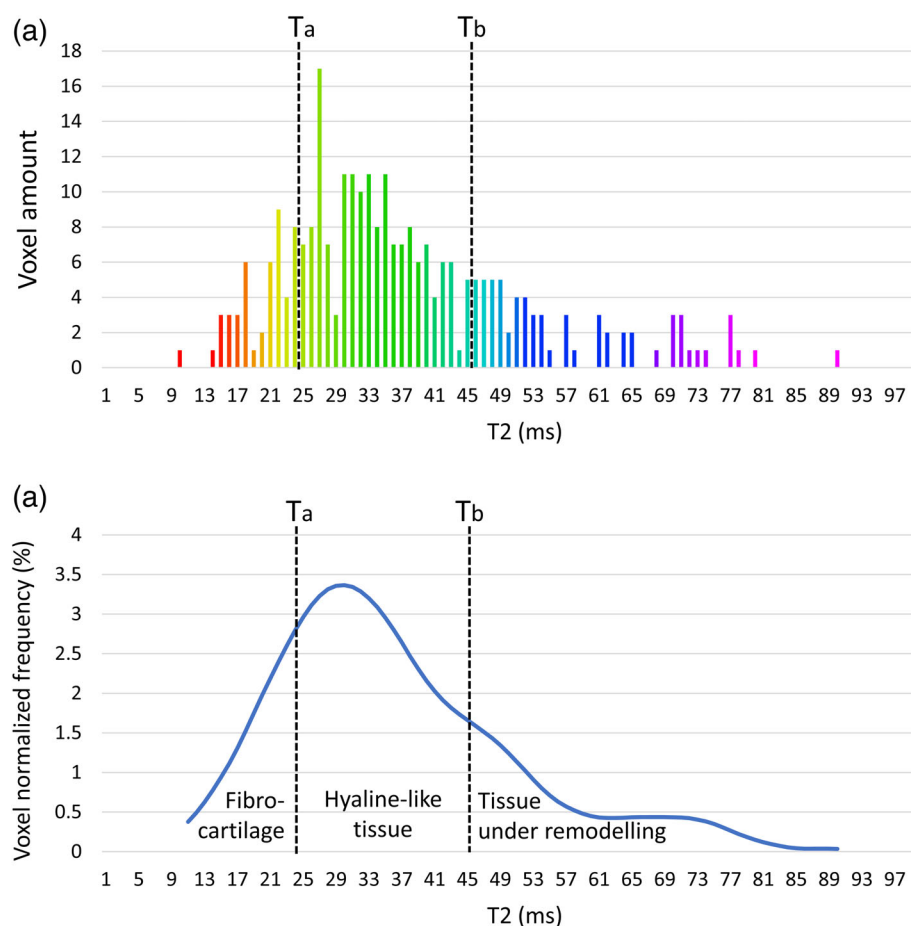 (a)
Ta
Tb
18
16
14
12
10
8
6
4
2
0
Voxel amount
1 5 9 13 17 21 25 29 33 37 41 45 49 53 57 61 65 69 73 77 81 85 89 93 97
T2 (ms)
(a)
Ta
Tb
4
3.5
3
2.5
2
1.5
1
0.5
0
Voxel normalized frequency (%)
Fibro-
cartilage
Hyaline-like
tissue
Tissue
under remodelling
1 5 9 13 17 21 25 29 33 37 41 45 49 53 57 61 65 69 73 77 81 85 89 93 97
T2 (ms)